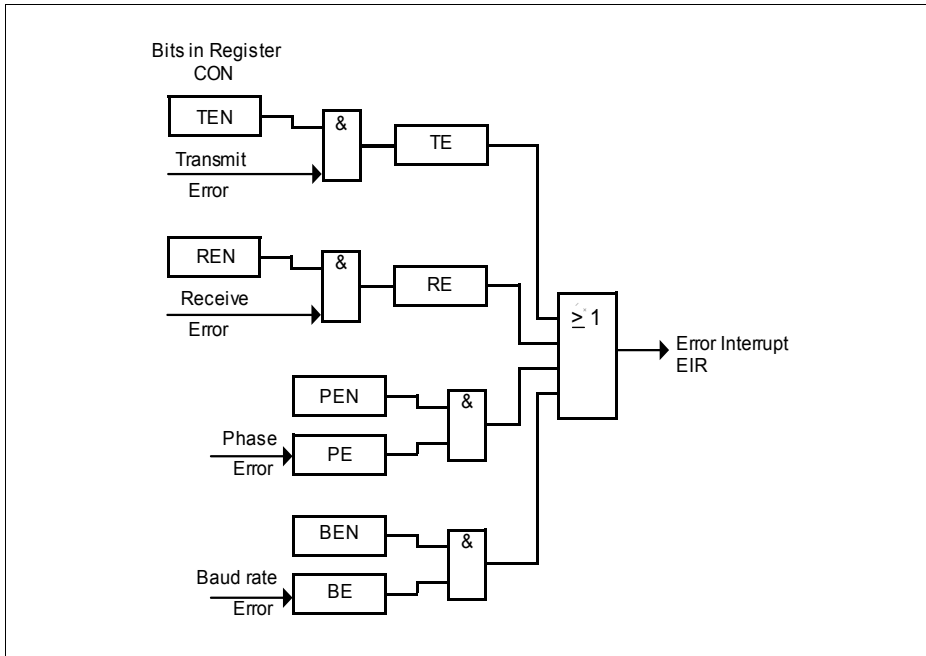 Bits in Register
CON
TEN
&
TE
Transmit
Error
REN
&
RE
Receive
Error
≥ 1
Error Interrupt
EIR
PEN
&
Phase
Error
PE
BEN
&
Baud rate
Error
BE